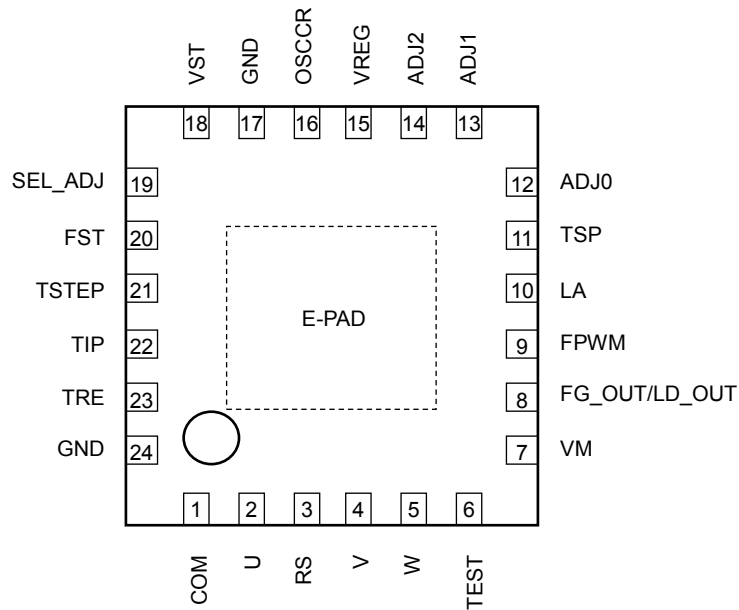 VST GND OSCCR VREG ADJ2 ADJ1
18 17 16 15 14 13
SEL_ADJ 19 12 ADJ0
FST 20 11 TSP
TSTEP 21 10 LA
E-PAD
TIP 22 9 FPWM
TRE 23 8 FG_OUT/LD_OUT
GND 24 7 VM
1 2 3 4 5 6
COM U RS V W TEST